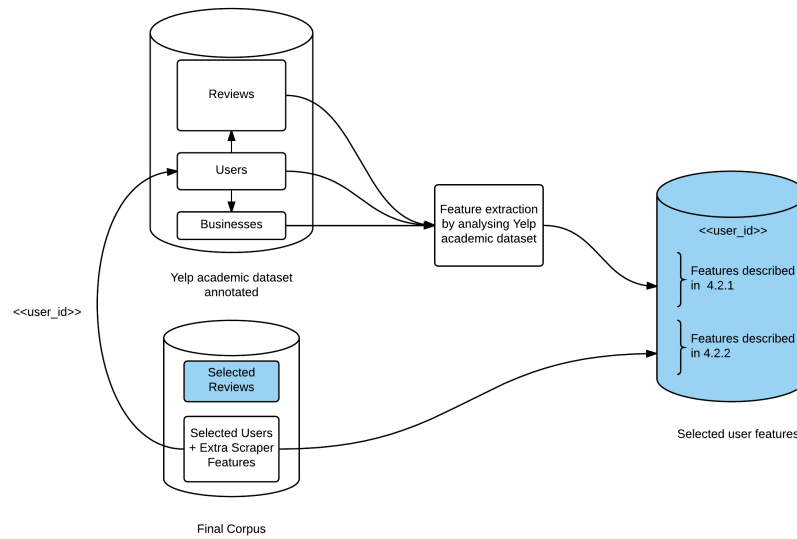 Reviews
Users
Businesses
Yelp academic dataset
annotated
<<user_id>>
Feature extraction
by analysing Yelp
academic dataset
<<user_id>>
Features described
in  4.2.1
Features described
in 4.2.2
Selected user features
Selected
Reviews
Selected Users
+ Extra Scraper
Features
Final Corpus